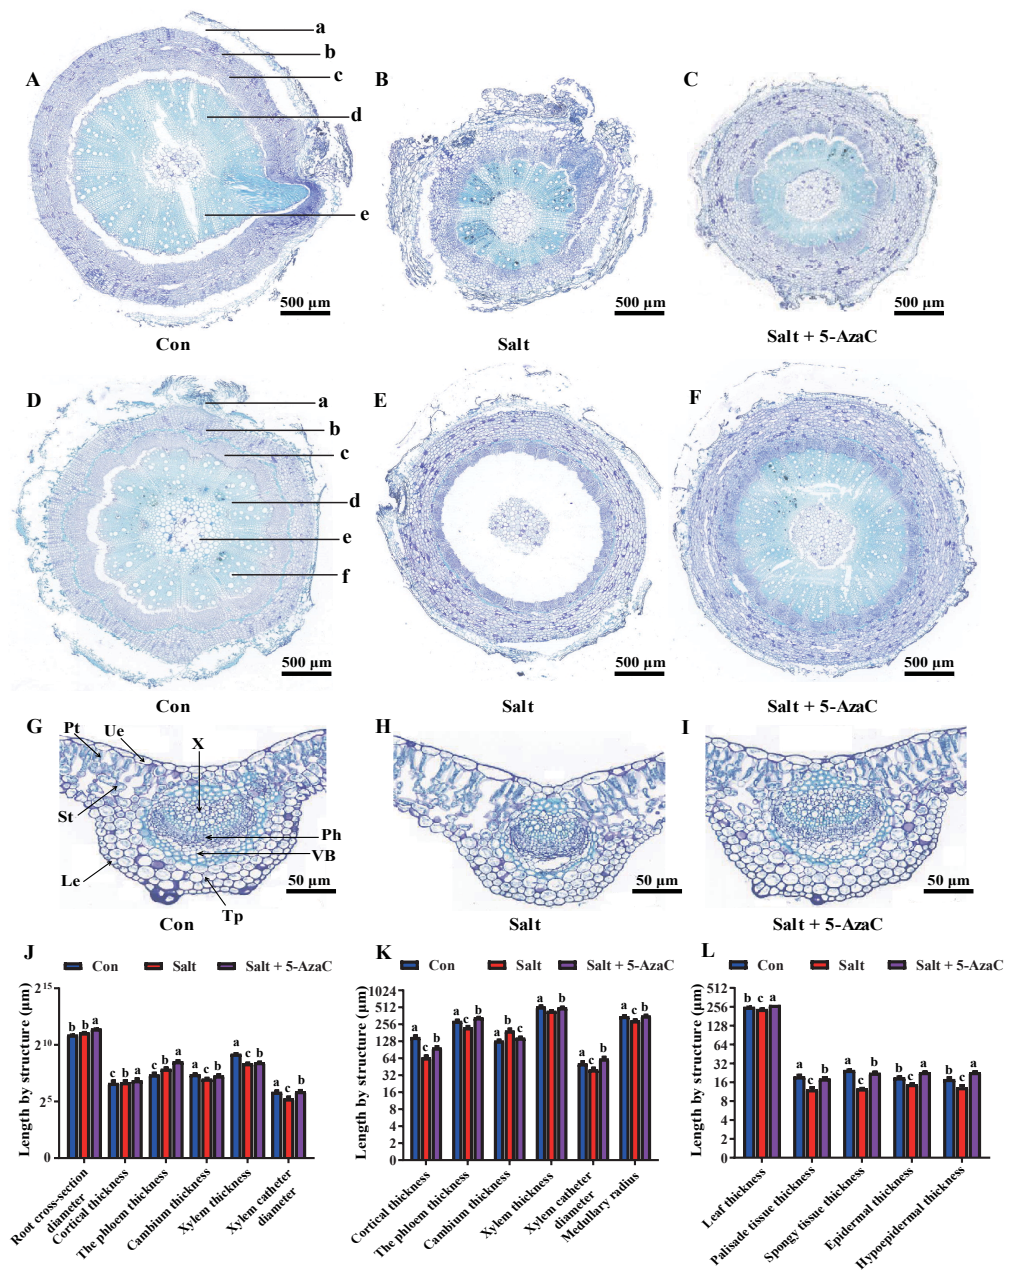 A
a
b
c
d
e
500 µm
Con
B
500 µm
Salt
C
500 µm
Salt + 5-AzaC
D
a
b
c
d
e
f
500 µm
Con
E
500 µm
Salt
F
500 µm
Salt + 5-AzaC
G
Pt
Ue
X
St
Ph
VB
Le
Tp
50 µm
Con
H
50 µm
Salt
I
50 µm
Salt + 5-AzaC
J
Con Salt Salt + 5-AzaC
Length by structure (µm)
2^15
2^10
2^5
0
b b a
c b a
c b a
a c b
a c b
a c b
Root cross-section
diameter
Cortical thickness
The phloem thickness
Cambium thickness
Xylem thickness
Xylem catheter
diameter
K
Con Salt Salt + 5-AzaC
Length by structure (µm)
1024
512
256
128
64
32
16
8
4
2
0
a c b
a c b
a b c
a c b
a c b
a c b
Cortical thickness
The phloem thickness
Cambium thickness
Xylem thickness
Xylem catheter
diameter
Medullary radius
L
Con Salt Salt + 5-AzaC
Length by structure (µm)
512
256
128
64
32
16
8
4
2
0
b c a
a c b
a c b
b c a
b c a
Leaf thickness
Palisade tissue thickness
Spongy tissue thickness
Epidermal thickness
Hypoepidermal thickness